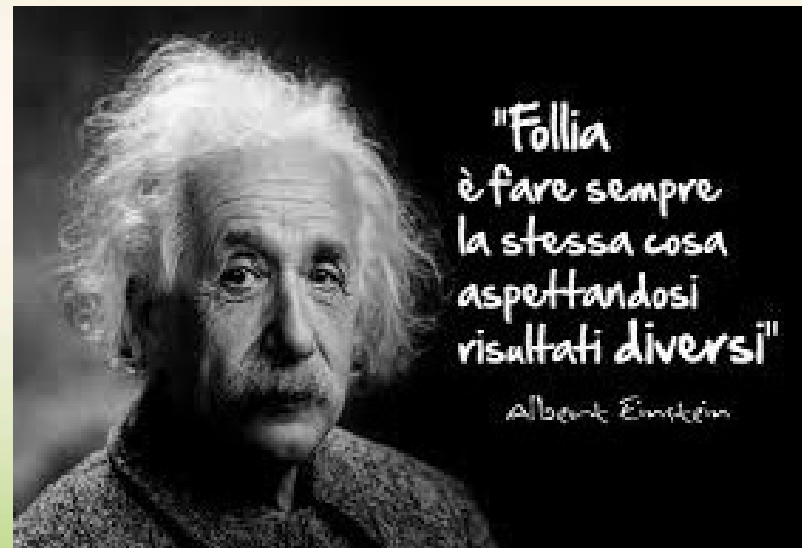 "Follia
è fare sempre
la stessa cosa
aspettandosi
risultati diversi"
Albert Einstein